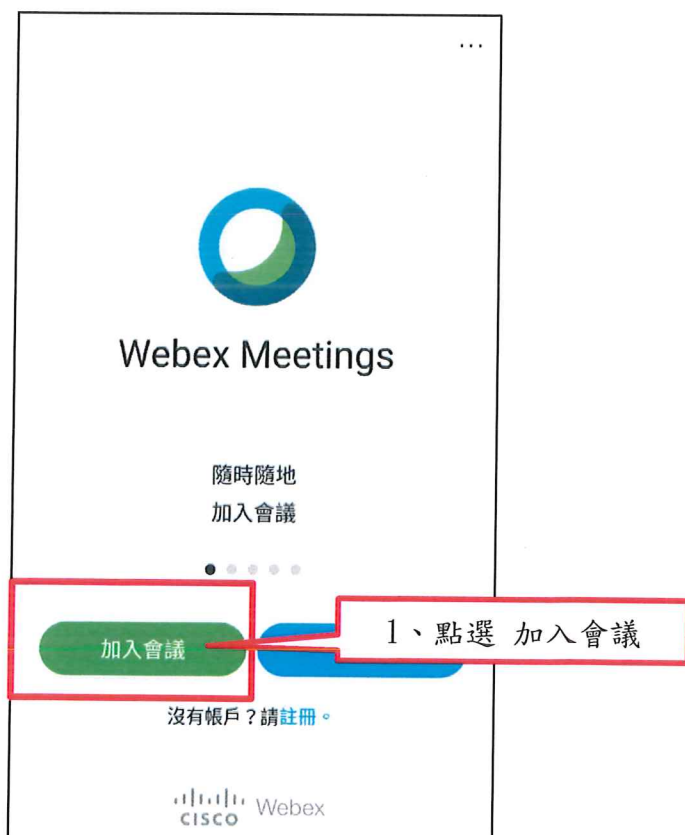 ...
Webex Meetings
隨時隨地
加入會議
加入會議
1、點選 加入會議
沒有帳戶？請註冊。
CISCO Webex